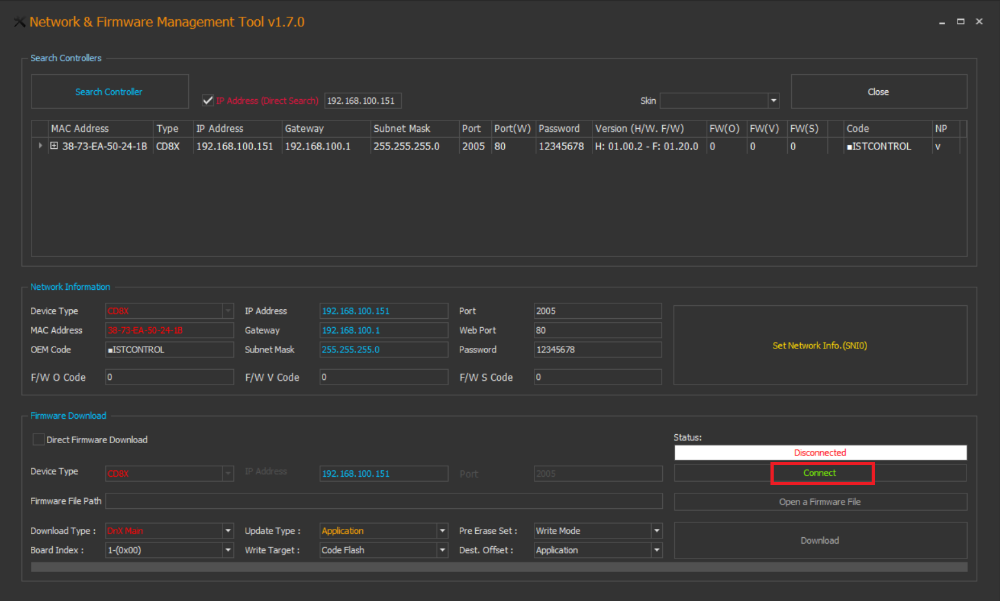 Network & Firmware Management Tool v1.7.0
Search Controllers
Search Controller
IP Address (Direct Search) 192.168.100.151
Skin
Close
MAC Address Type IP Address Gateway Subnet Mask Port Port(W) Password Version (H/W. F/W) FW(O) FW(V) FW(S) Code NP
38-73-EA-50-24-1B CD8X 192.168.100.151 192.168.100.1 255.255.255.0 2005 80 12345678 H: 01.00.2 - F: 01.20.0 0 0 0 ■ISTCONTROL v
Network Information
Device Type CD8X IP Address 192.168.100.151 Port 2005
MAC Address 38-73-EA-50-24-1B Gateway 192.168.100.1 Web Port 80
OEM Code ■ISTCONTROL Subnet Mask 255.255.255.0 Password 12345678
Set Network Info.(SNI0)
F/W O Code 0 F/W V Code 0 F/W S Code 0
Firmware Download
Direct Firmware Download
Status:
Disconnected
Device Type CD8X IP Address 192.168.100.151 Port 2005
Connect
Firmware File Path
Open a Firmware File
Download Type : DnX Main Update Type : Application Pre Erase Set : Write Mode
Board Index : 1-(0x00) Write Target : Code Flash Dest. Offset : Application
Download